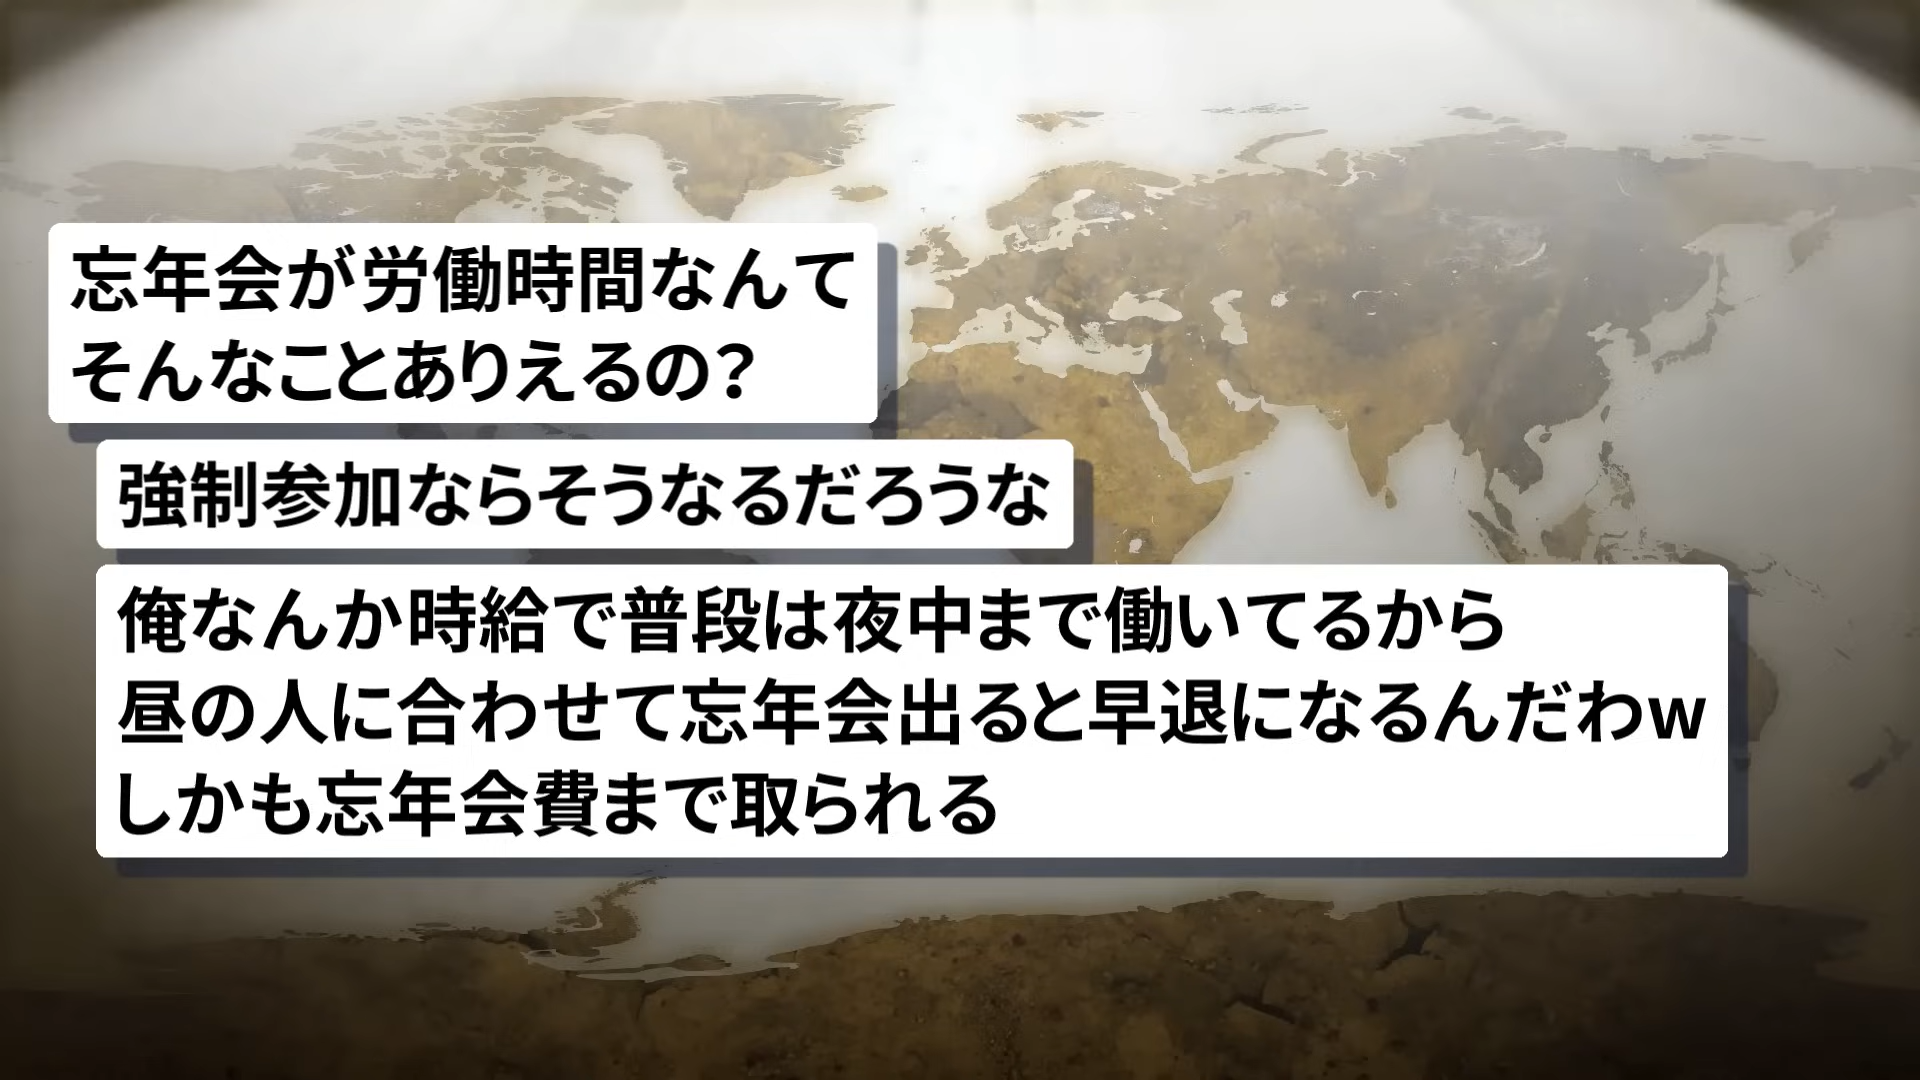 忘年会が労働時間なんて
そんなことありえるの？
強制参加ならそうなるだろうな
俺なんか時給で普段は夜中まで働いてるから
昼の人に合わせて忘年会出ると早退になるんだわw
しかも忘年会費まで取られる